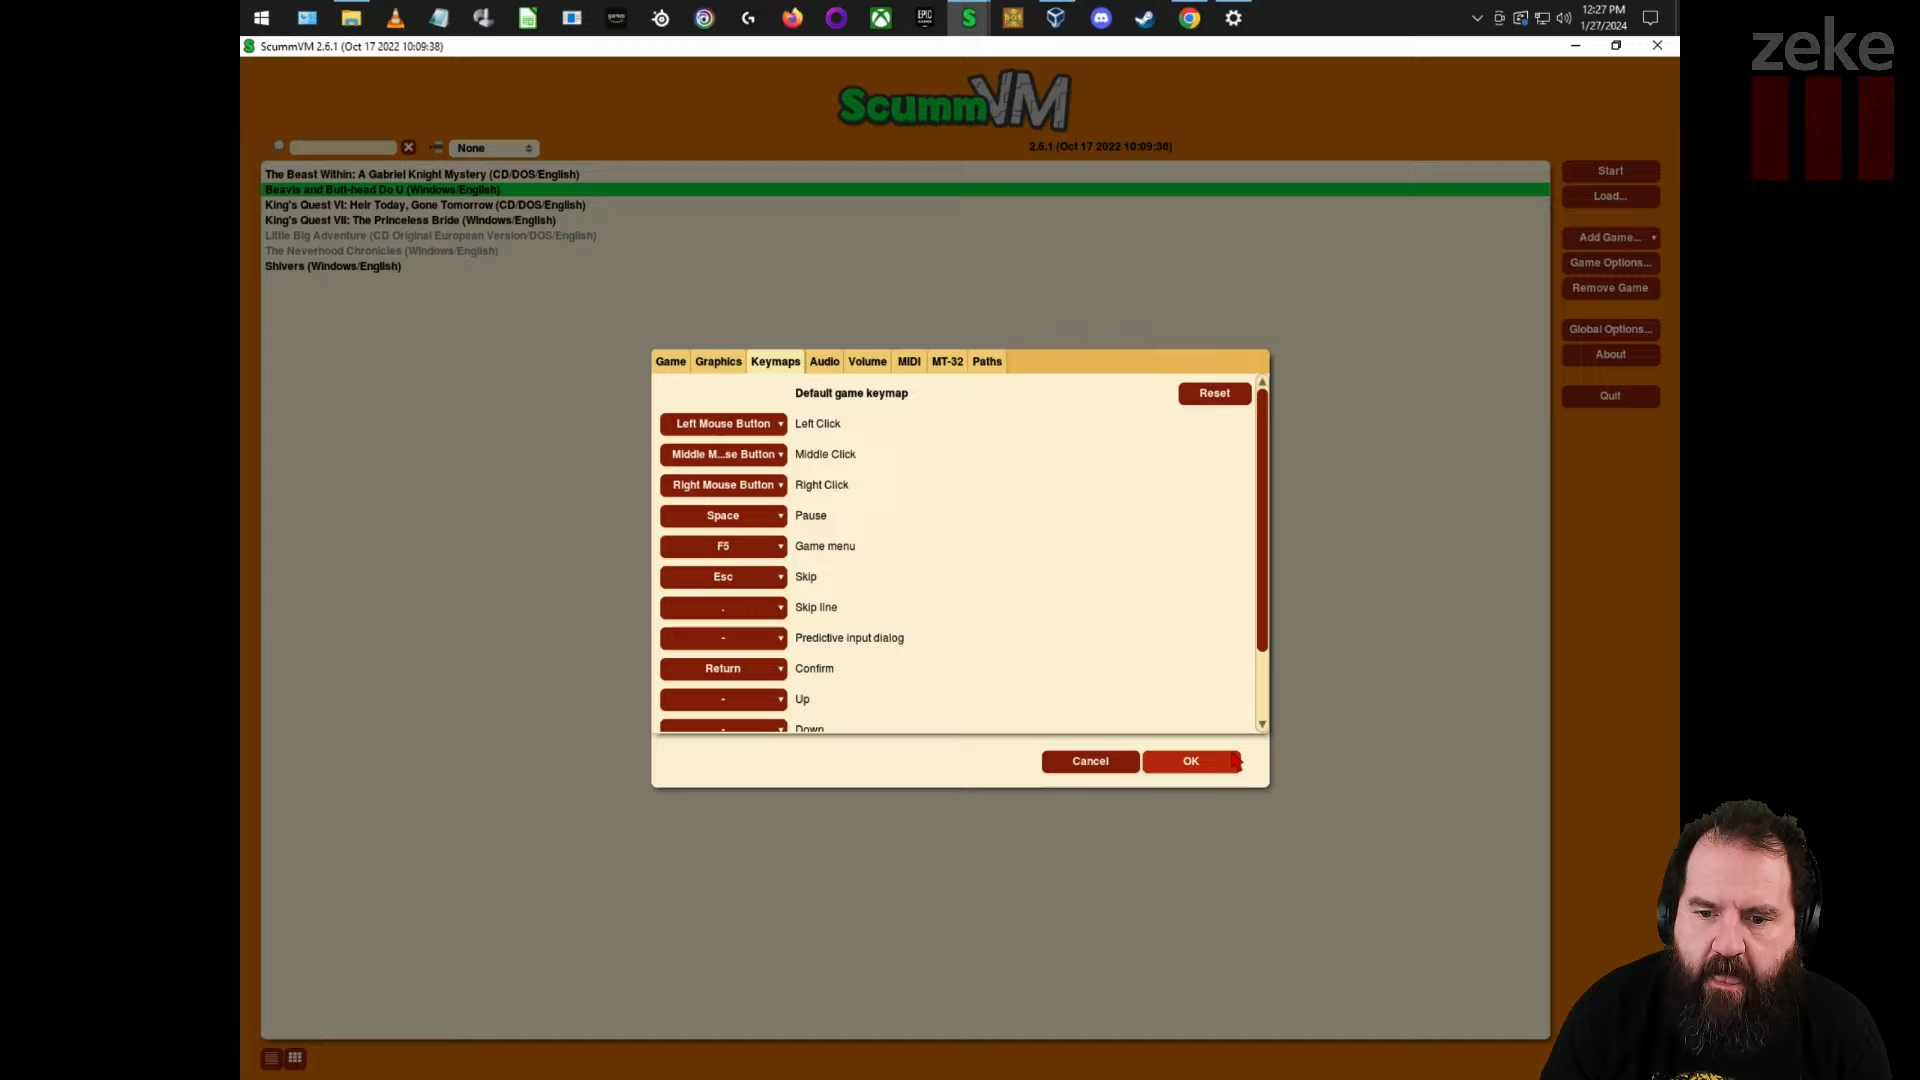 12:27 PM
1/27/2024
zeke
ScummVM 2.6.1 (Oct 17 2022 10:09:38)
ScummVM
None
2.6.1 (Oct 17 2022 10:09:38)
The Beast Within: A Gabriel Knight Mystery (CD/DOS/English)
Beavis and Butt-head Do U (Windows/English)
King's Quest VI: Heir Today, Gone Tomorrow (CD/DOS/English)
King's Quest VII: The Princeless Bride (Windows/English)
Little Big Adventure (CD Original European Version/DOS/English)
The Neverhood Chronicles (Windows/English)
Shivers (Windows/English)
Start
Load...
Add Game...
Game Options...
Remove Game
Global Options...
About
Quit
Game Graphics Keymaps Audio Volume MIDI MT-32 Paths
Default game keymap Reset
Left Mouse Button Left Click
Middle M...se Button Middle Click
Right Mouse Button Right Click
Space Pause
F5 Game menu
Esc Skip
. Skip line
- Predictive input dialog
Return Confirm
- Up
- Down
Cancel OK